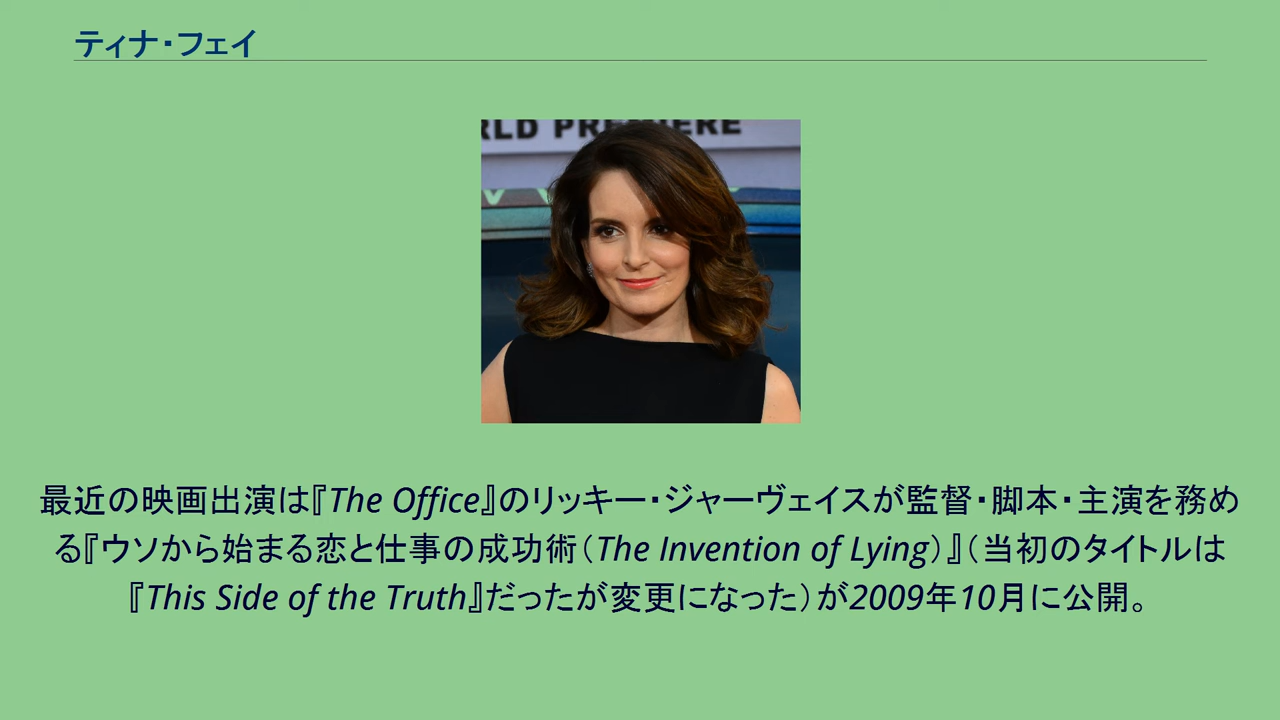 ティナ・フェイ
RLD PREMIERE
最近の映画出演は『The Office』のリッキー・ジャーヴェイスが監督・脚本・主演を務め
る『ウソから始まる恋と仕事の成功術（The Invention of Lying）』（当初のタイトルは
『This Side of the Truth』だったが変更になった）が2009年10月に公開。